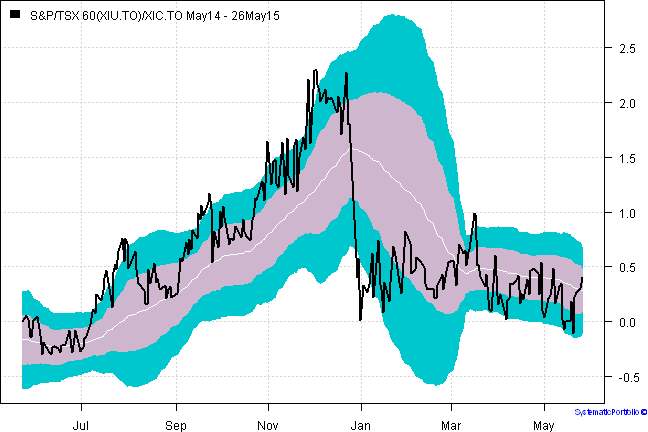 S&P/TSX 60(XIU.TO)/XIC.TO May14 - 26May15
2.5
2.0
1.5
1.0
0.5
0.0
-0.5
Jul Sep Nov Jan Mar May
SystematicPortfolio ©